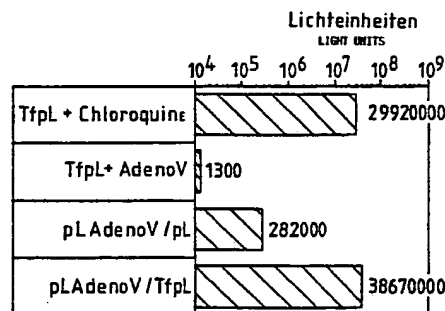 Lichteinheiten
LIGHT UNITS
10⁴ 10⁵ 10⁶ 10⁷ 10⁸ 10⁹
TfpL + Chloroquine 29920000
TfpL + AdenoV 1300
pLAdenoV/pL 282000
pLAdenoV/TfpL 38670000